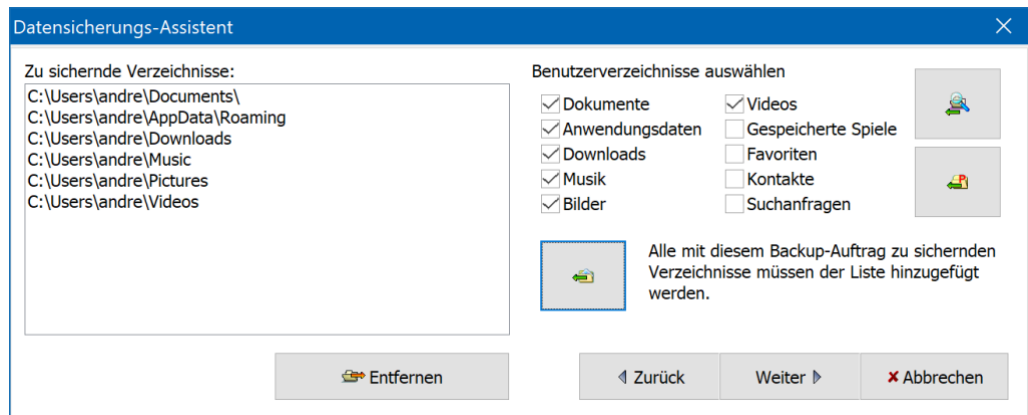 Datensicherungs-Assistent
Zu sichernde Verzeichnisse:
C:\Users\andre\Documents\
C:\Users\andre\AppData\Roaming
C:\Users\andre\Downloads
C:\Users\andre\Music
C:\Users\andre\Pictures
C:\Users\andre\Videos
Entfernen
Benutzerverzeichnisse auswählen
Dokumente
Anwendungsdaten
Downloads
Musik
Bilder
Videos
Gespeicherte Spiele
Favoriten
Kontakte
Suchanfragen
P
Alle mit diesem Backup-Auftrag zu sichernden
Verzeichnisse müssen der Liste hinzugefügt
werden.
Zurück
Weiter
Abbrechen